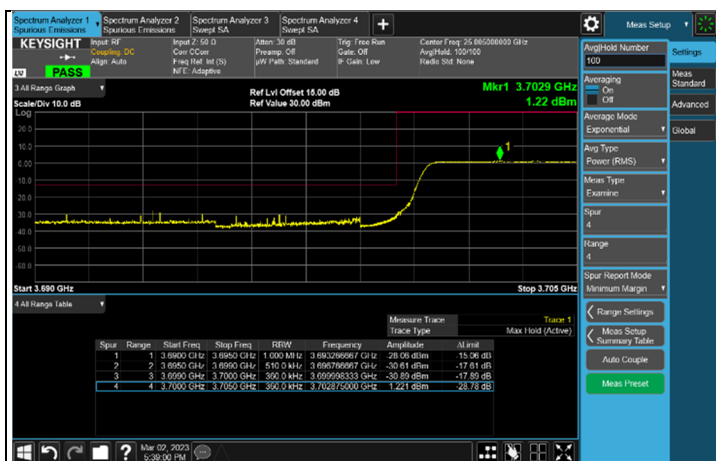 Spectrum Analyzer 1
Spurious Emissions
Spectrum Analyzer 2
Spurious Emissions
Spectrum Analyzer 3
Swept SA
Spectrum Analyzer 4
Swept SA
+
Meas Setup
KEYSIGHT
PASS
Input: RF
Coupling: DC
Align: Auto
Input Z: 50 Ω
Corr CCorr
Freq Ref: Int (S)
NFE: Adaptive
Atten: 30 dB
Preamp: Off
µW Path: Standard
Trig: Free Run
Gate: Off
IF Gain: Low
Center Freq: 25.005000000 GHz
Avg|Hold: 100/100
Radio Std: None
3 All Range Graph
Scale/Div 10.0 dB
Ref Lvl Offset 15.00 dB
Ref Value 30.00 dBm
Mkr1 3.7029 GHz
1.22 dBm
Log
20.0
10.0
0.00
10.0
20.0
30.0
40.0
-50.0
-60.0
1
Start 3.690 GHz
Stop 3.705 GHz
4 All Range Table
Measure Trace Trace 1
Trace Type Max Hold (Active)
Spur Range Start Freq Stop Freq RBW Frequency Amplitude ΔLimit
1 1 3.6900 GHz 3.6950 GHz 1.000 MHz 3.693266667 GHz -28.06 dBm -15.06 dB
2 2 3.6950 GHz 3.6990 GHz 510.0 kHz 3.696766667 GHz -30.61 dBm -17.61 dB
3 3 3.6990 GHz 3.7000 GHz 360.0 kHz 3.699998333 GHz -30.89 dBm -17.89 dB
4 4 3.7000 GHz 3.7050 GHz 360.0 kHz 3.702875000 GHz 1.221 dBm -28.78 dB
Avg|Hold Number
100
Averaging
On
Off
Average Mode
Exponential
Avg Type
Power (RMS)
Meas Type
Examine
Spur
4
Range
4
Spur Report Mode
Minimum Margin
Range Settings
Meas Setup
Summary Table
Auto Couple
Meas Preset
Settings
Meas
Standard
Advanced
Global
?
Mar 02, 2023
5:39:00 PM